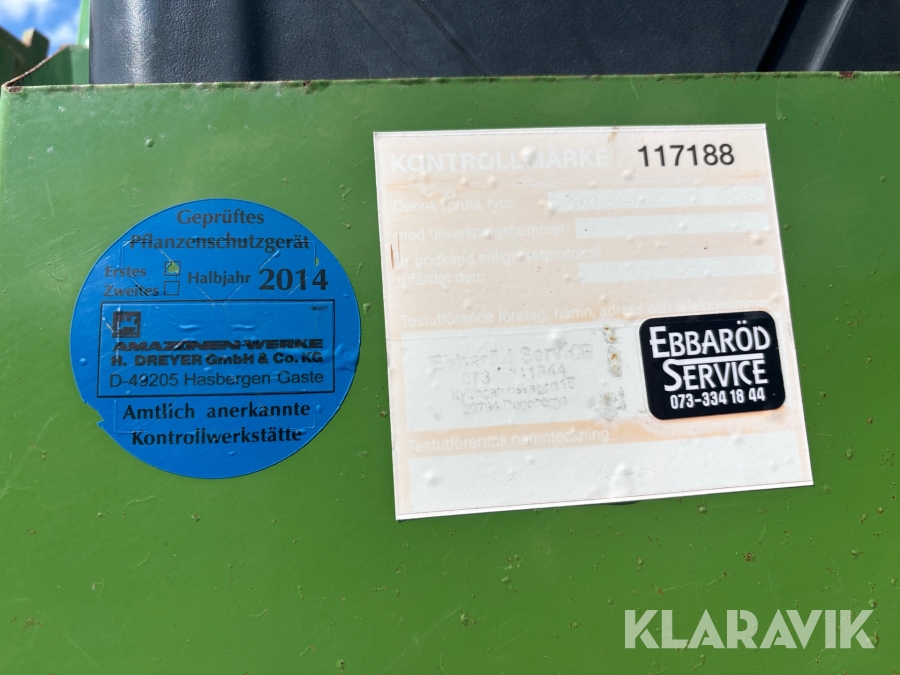 Geprüftes
Pflanzenschutzgerät
Erstes
Zweites
Halbjahr 2014
AMAZONEN-WERKE
H. DREYER GMBH & CO. KG
D-49205 Hasbergen Gaste
Amtlich anerkannte
Kontrollwerkstätte
KONTROLLMÄRKE 117188
Denna spruta, typ:
med tillverkningsnummer:
är godkänd enligt testprotokoll
utfärdat den:
Testutförande företag: namn, adress och
EBBARÖD
SERVICE
073-334 18 44
Testutförarens namnteckning:
KLARAVIK